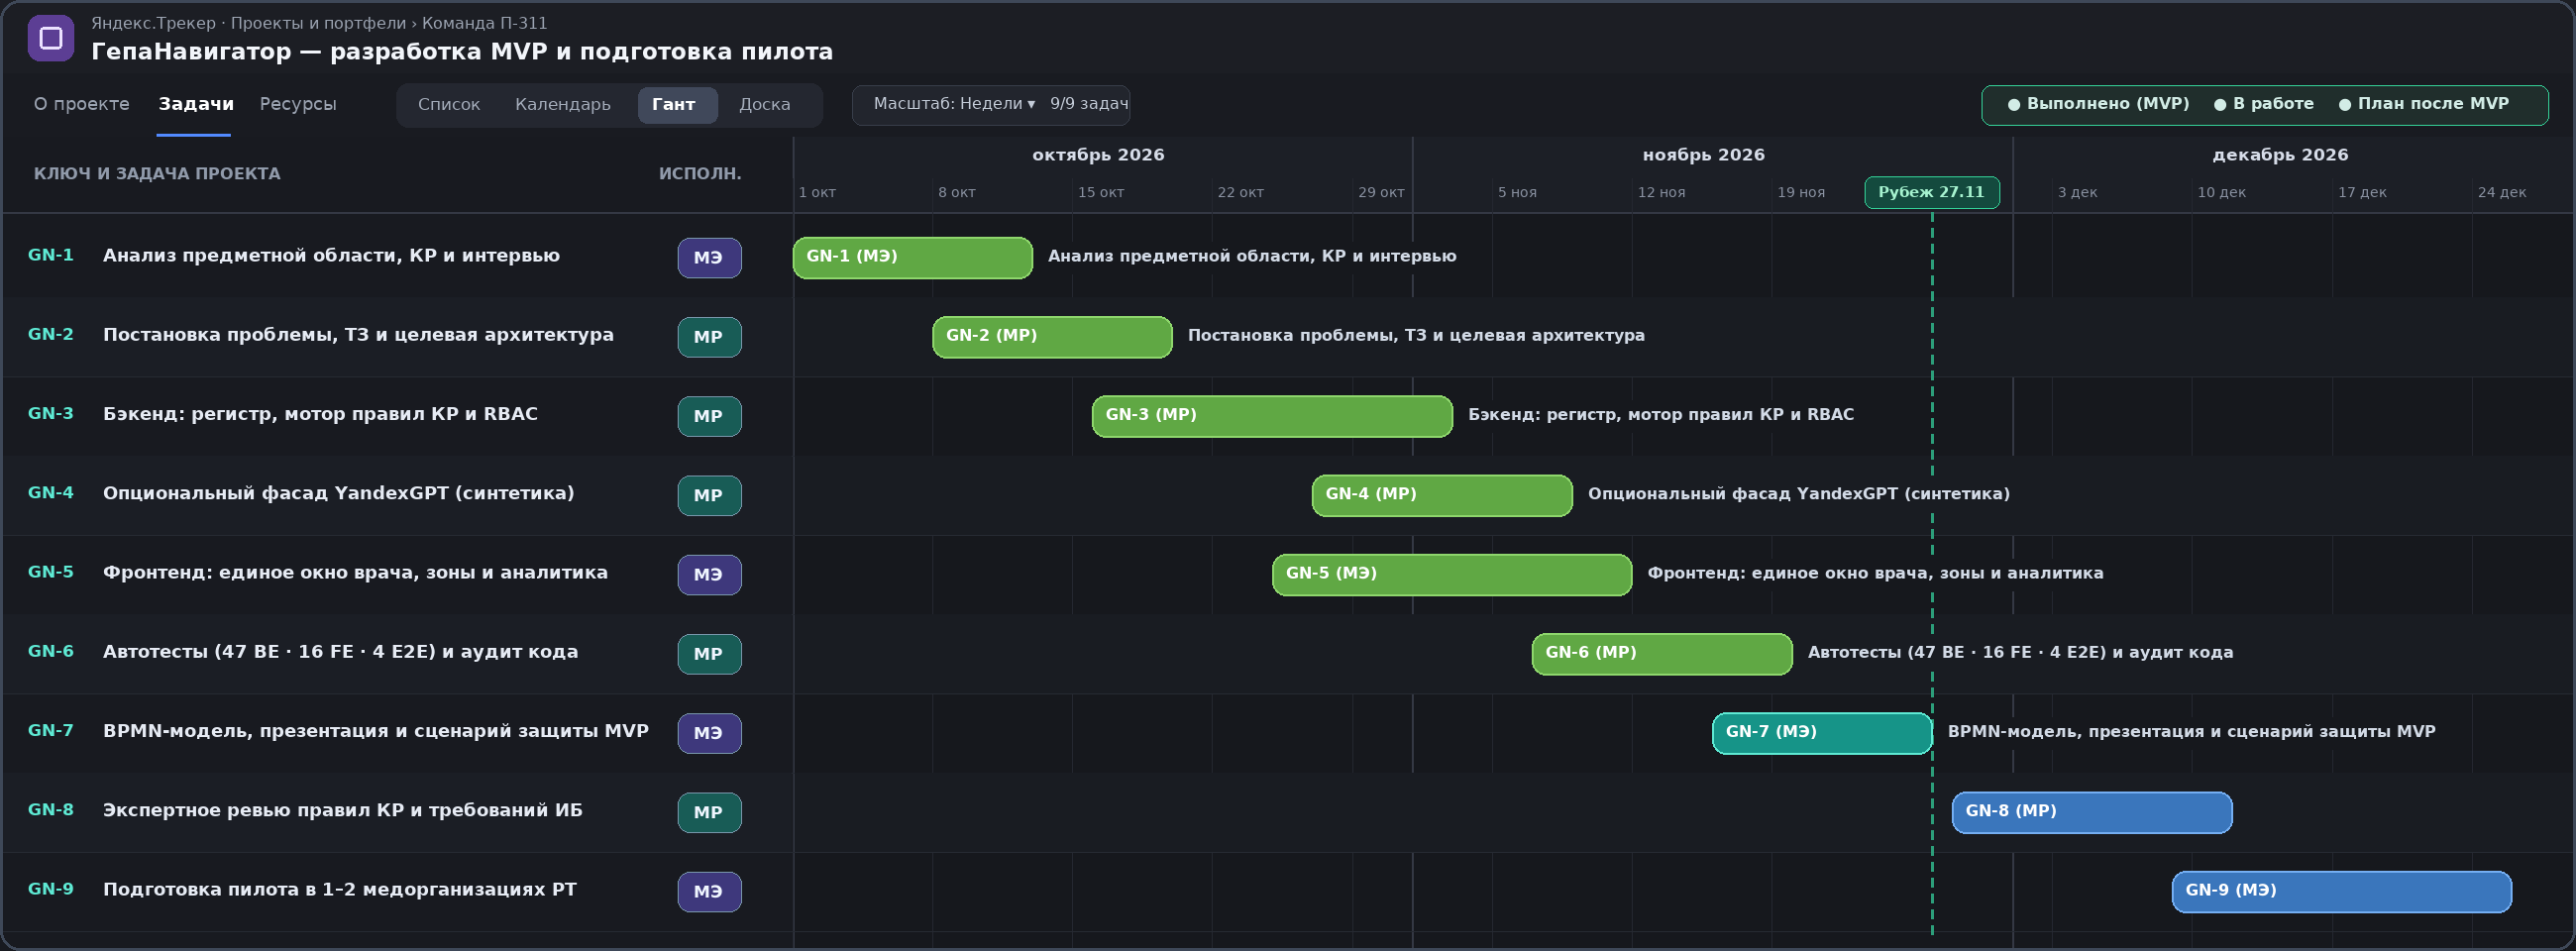 Яндекс.Трекер · Проекты и портфели › Команда П-311
ГепаНавигатор — разработка MVP и подготовка пилота
О проекте Задачи Ресурсы Список Календарь Гант Доска Масштаб: Недели ▾ 9/9 задач ● Выполнено (MVP) ● В работе ● План после MVP
октябрь 2026 ноябрь 2026 декабрь 2026
КЛЮЧ И ЗАДАЧА ПРОЕКТА ИСПОЛН.
1 окт 8 окт 15 окт 22 окт 29 окт 5 ноя 12 ноя 19 ноя Рубеж 27.11 3 дек 10 дек 17 дек 24 дек
GN-1 Анализ предметной области, КР и интервью МЭ GN-1 (МЭ) Анализ предметной области, КР и интервью
GN-2 Постановка проблемы, ТЗ и целевая архитектура МР GN-2 (МР) Постановка проблемы, ТЗ и целевая архитектура
GN-3 Бэкенд: регистр, мотор правил КР и RBAC МР GN-3 (МР) Бэкенд: регистр, мотор правил КР и RBAC
GN-4 Опциональный фасад YandexGPT (синтетика) МР GN-4 (МР) Опциональный фасад YandexGPT (синтетика)
GN-5 Фронтенд: единое окно врача, зоны и аналитика МЭ GN-5 (МЭ) Фронтенд: единое окно врача, зоны и аналитика
GN-6 Автотесты (47 BE · 16 FE · 4 E2E) и аудит кода МР GN-6 (МР) Автотесты (47 BE · 16 FE · 4 E2E) и аудит кода
GN-7 BPMN-модель, презентация и сценарий защиты MVP МЭ GN-7 (МЭ) BPMN-модель, презентация и сценарий защиты MVP
GN-8 Экспертное ревью правил КР и требований ИБ МР GN-8 (МР)
GN-9 Подготовка пилота в 1–2 медорганизациях РТ МЭ GN-9 (МЭ)